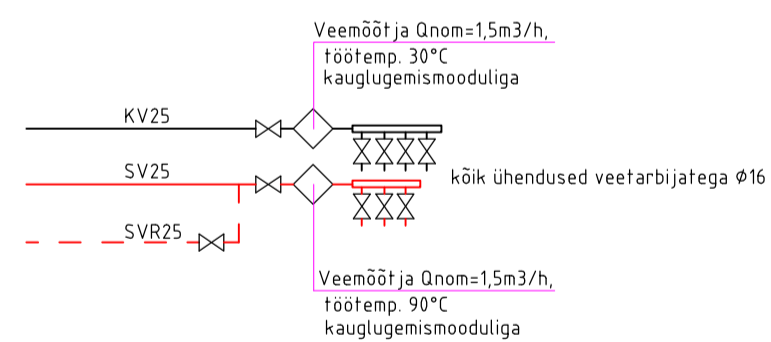 Veemõõtja Qnom=1,5m3/h,
töötemp. 30°C
kauglugemismooduliga
KV25
SV25
kõik ühendused veetarbijatega Ø16
SVR25
Veemõõtja Qnom=1,5m3/h,
töötemp. 90°C
kauglugemismooduliga